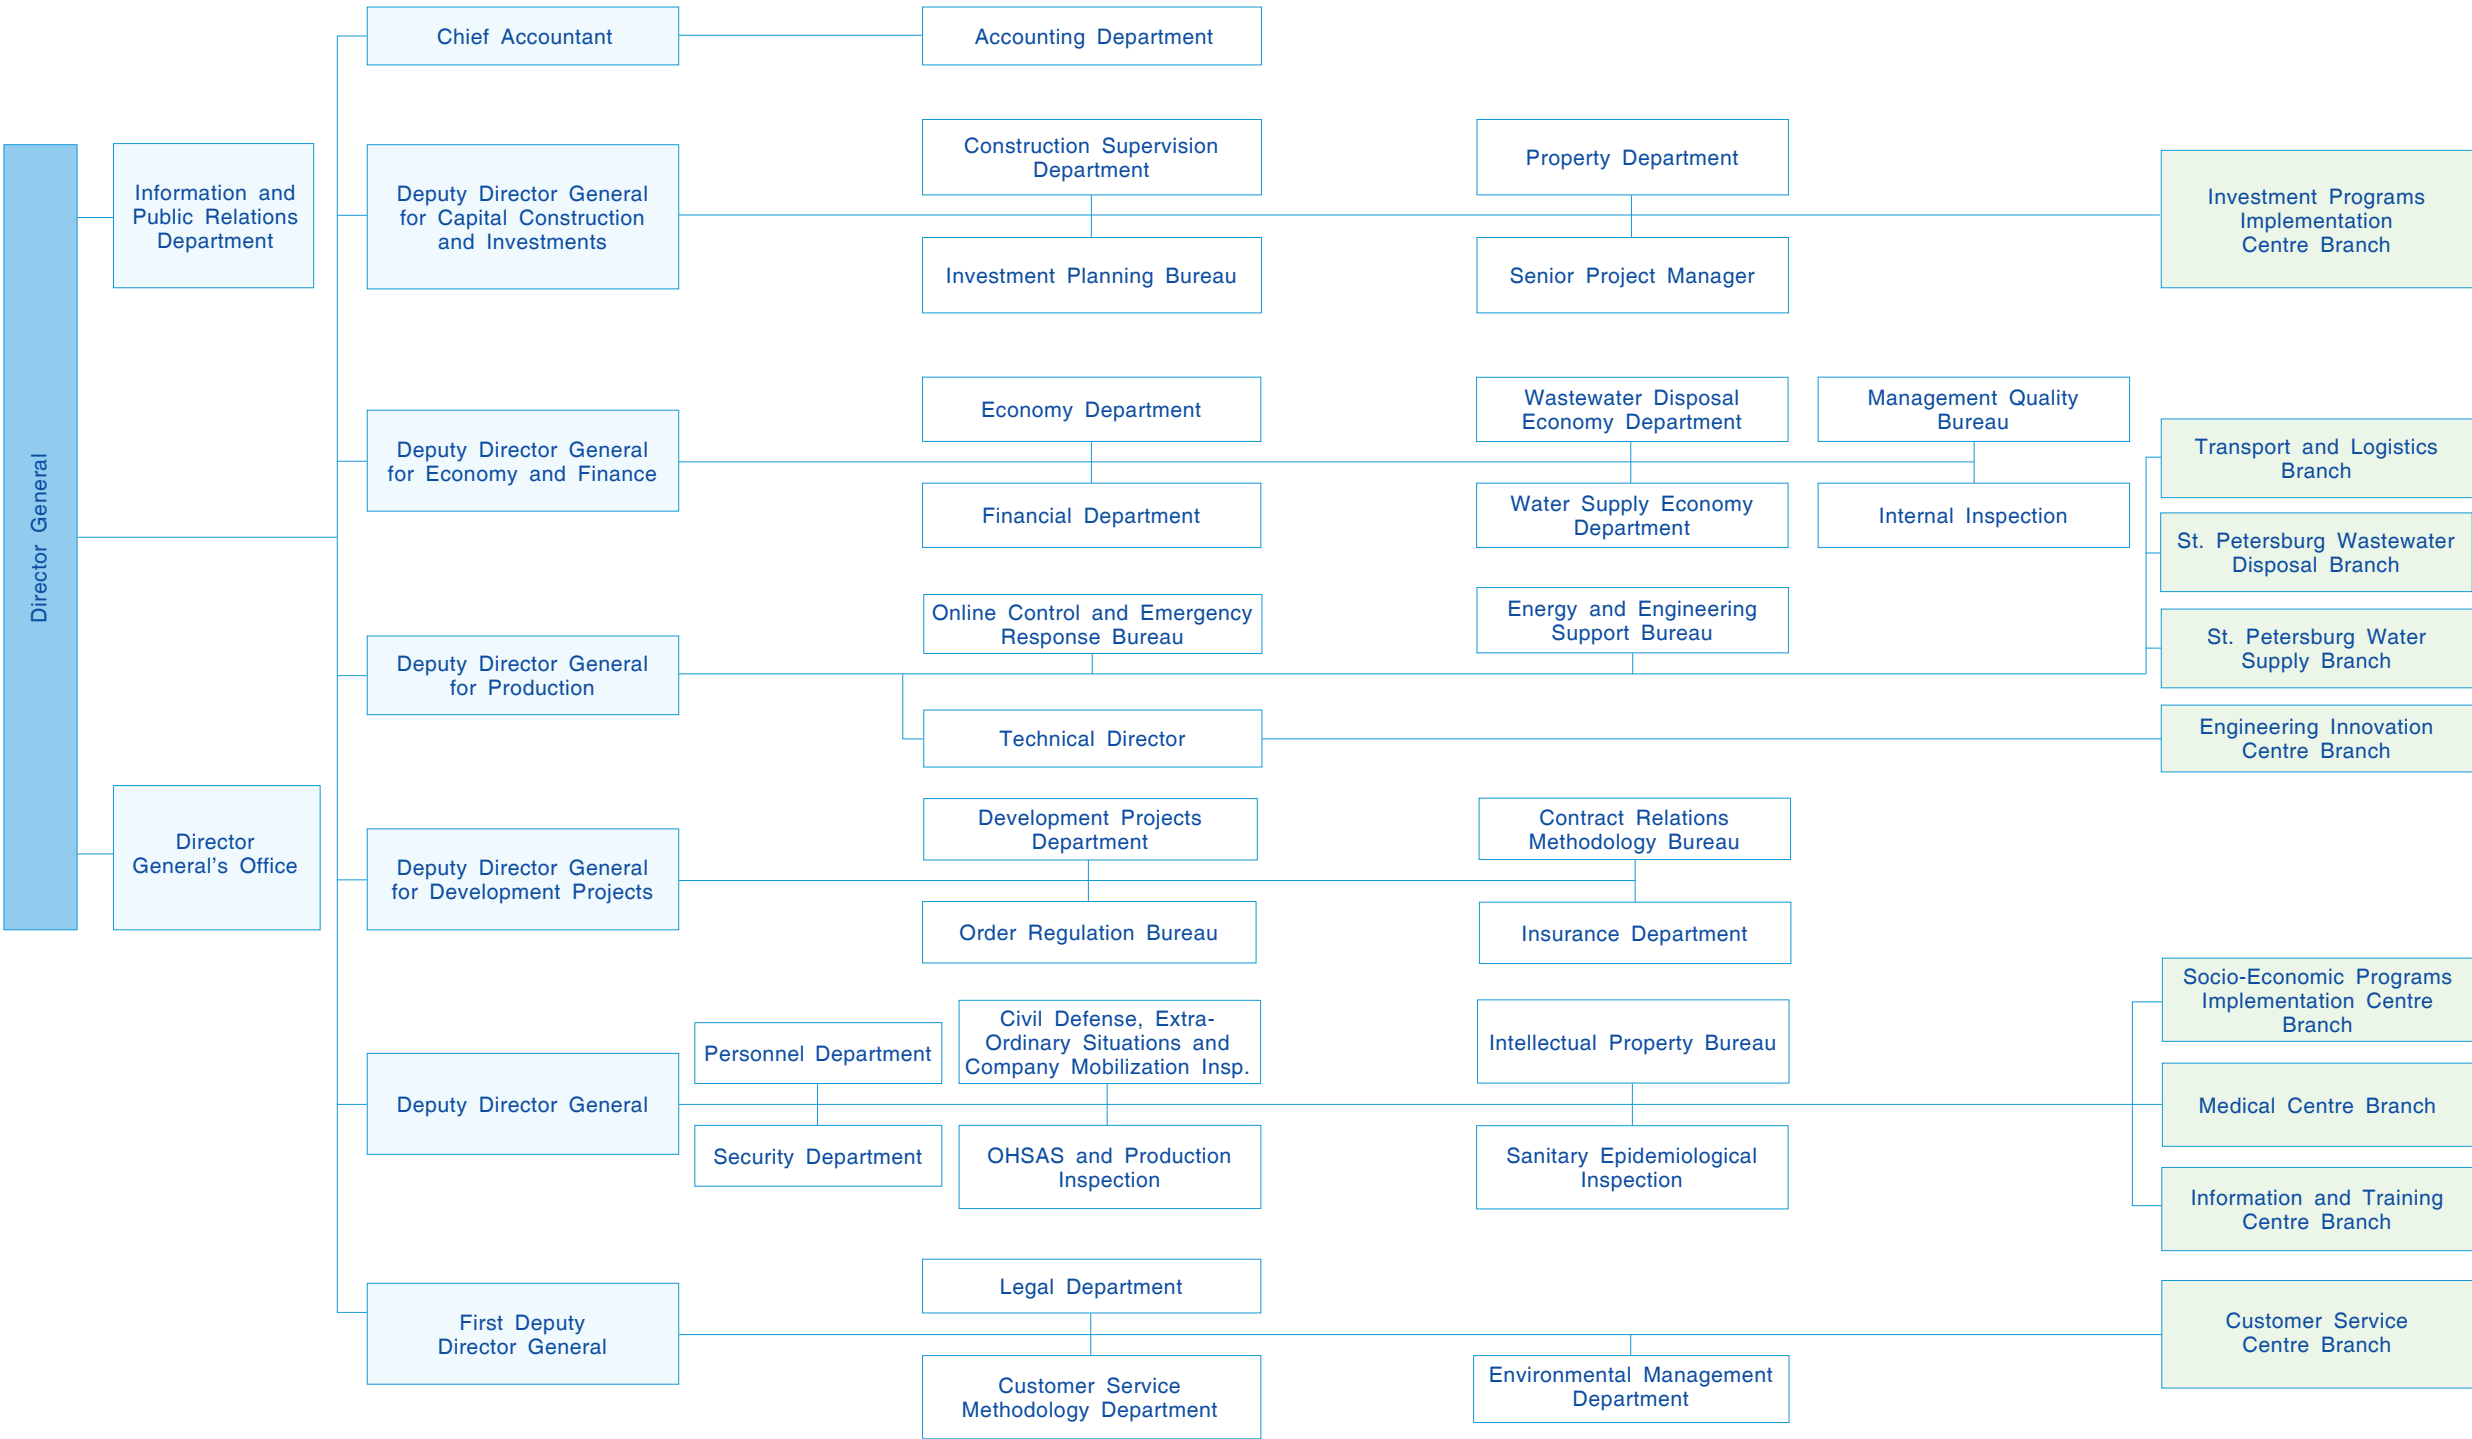 Director General
Information and
Public Relations
Department
Director
General's Office
Chief Accountant
Accounting Department
Deputy Director General
for Capital Construction
and Investments
Construction Supervision
Department
Property Department
Investment Planning Bureau
Senior Project Manager
Investment Programs
Implementation
Centre Branch
Deputy Director General
for Economy and Finance
Economy Department
Wastewater Disposal
Economy Department
Management Quality
Bureau
Financial Department
Water Supply Economy
Department
Internal Inspection
Transport and Logistics
Branch
St. Petersburg Wastewater
Disposal Branch
St. Petersburg Water
Supply Branch
Deputy Director General
for Production
Online Control and Emergency
Response Bureau
Energy and Engineering
Support Bureau
Technical Director
Engineering Innovation
Centre Branch
Deputy Director General
for Development Projects
Development Projects
Department
Contract Relations
Methodology Bureau
Order Regulation Bureau
Insurance Department
Deputy Director General
Personnel Department
Civil Defense, Extra-
Ordinary Situations and
Company Mobilization Insp.
Intellectual Property Bureau
Security Department
OHSAS and Production
Inspection
Sanitary Epidemiological
Inspection
Socio-Economic Programs
Implementation Centre
Branch
Medical Centre Branch
Information and Training
Centre Branch
First Deputy
Director General
Legal Department
Customer Service
Methodology Department
Environmental Management
Department
Customer Service
Centre Branch